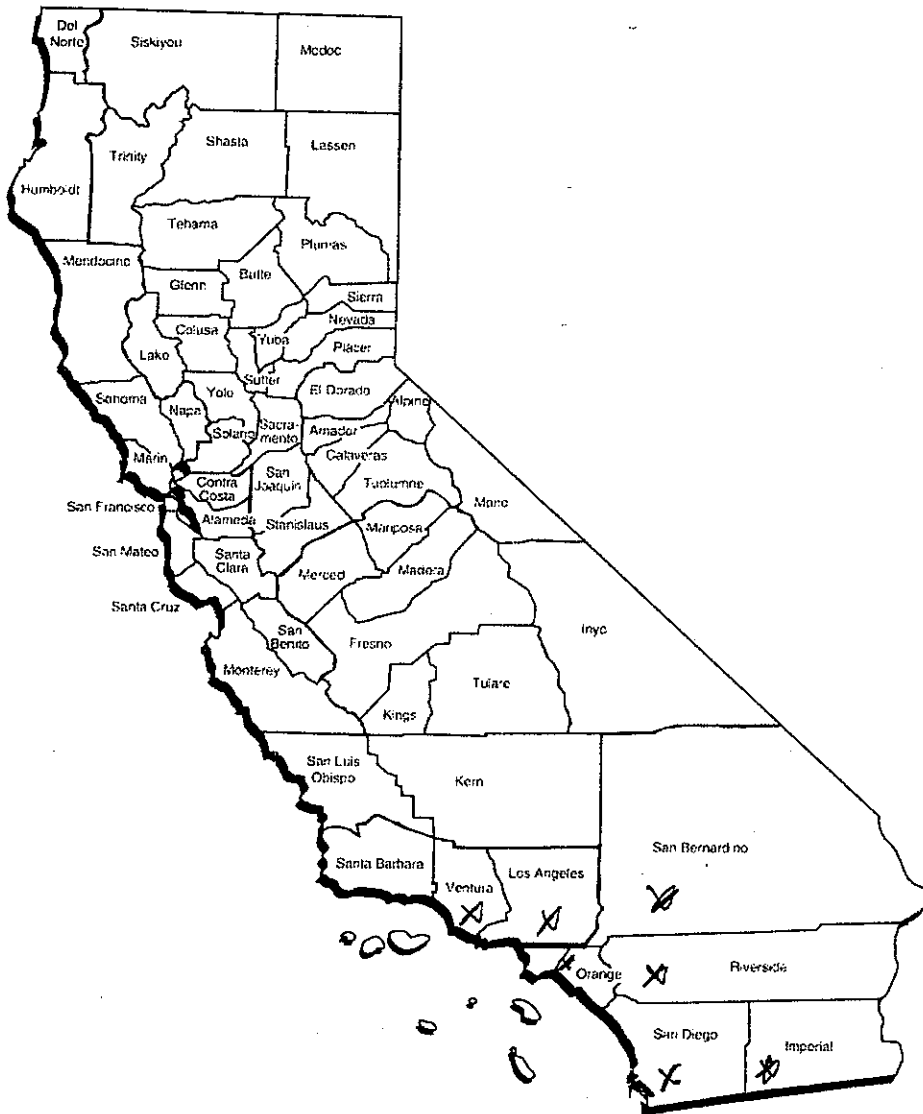 Del
Norte
Siskiyou
Modoc
Trinity
Shasta
Lassen
Humboldt
Tehama
Plumas
Mendocino
Glenn
Butte
Sierra
Nevada
Colusa
Yuba
Placer
Lake
Sutter
Yolo
El Dorado
Alpine
Sonoma
Napa
Solano
Sacra-
mento
Amador
Calaveras
Marin
Contra
Costa
San
Joaquin
Tuolumne
Mono
San Francisco
Alameda
Stanislaus
Mariposa
San Mateo
Santa
Clara
Merced
Madera
Santa Cruz
San
Benito
Fresno
Inyo
Monterey
Tulare
Kings
San Luis
Obispo
Kern
San Bernardino
Santa Barbara
Ventura
Los Angeles
X
X
X
X
Orange
X
Riverside
San Diego
Imperial
X
X